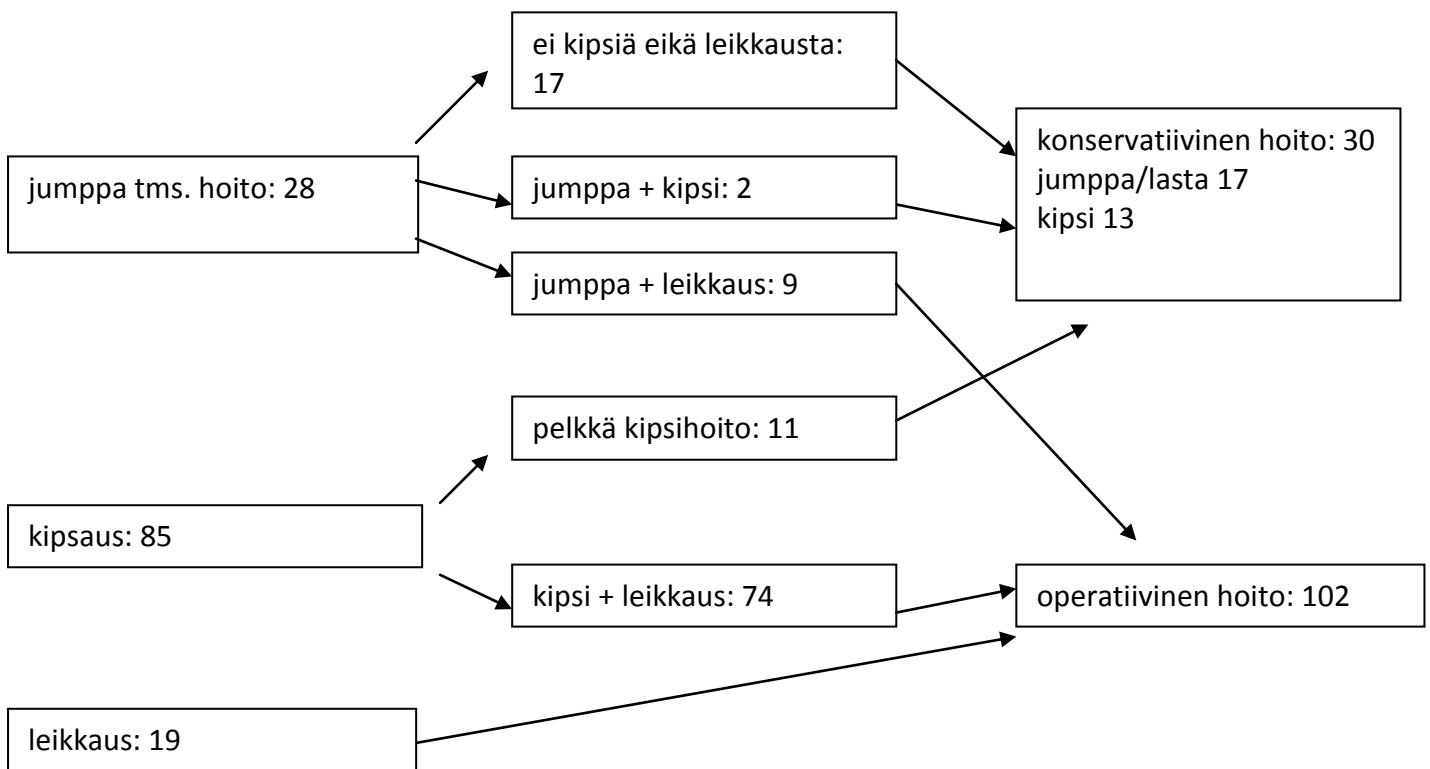 ei kipsiä eikä leikkausta:
17
jumppa tms. hoito: 28
jumppa + kipsi: 2
jumppa + leikkaus: 9
konservatiivinen hoito: 30
jumppa/lasta 17
kipsi 13
pelkkä kipsihoito: 11
kipsaus: 85
kipsi + leikkaus: 74
operatiivinen hoito: 102
leikkaus: 19